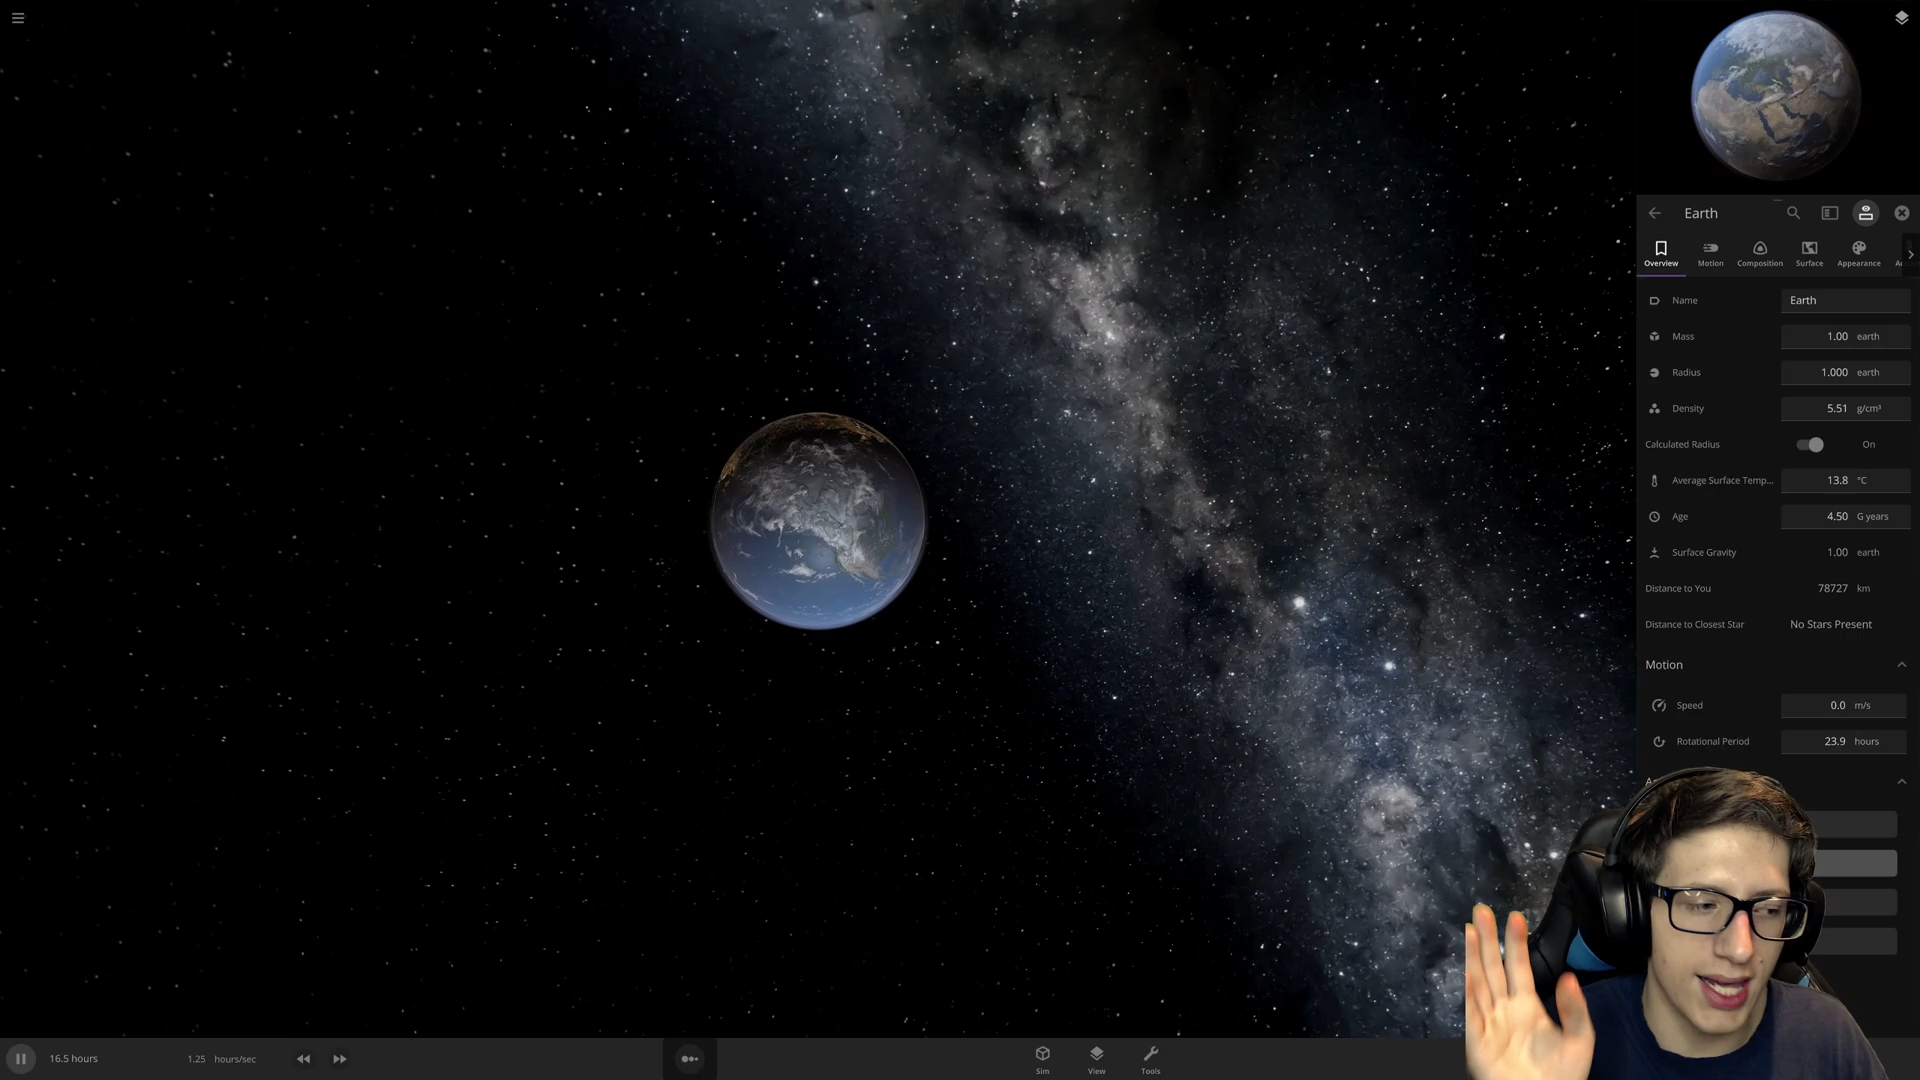 Earth
Overview
Motion
Composition
Surface
Appearance
Name Earth
Mass 1.00 earth
Radius 1.000 earth
Density 5.51 g/cm³
Calculated Radius On
Average Surface Temp... 13.8 °C
Age 4.50 G years
Surface Gravity 1.00 earth
Distance to You 78727 km
Distance to Closest Star No Stars Present
Motion
Speed 0.0 m/s
Rotational Period 23.9 hours
16.5 hours
1.25 hours/sec
Sim
View
Tools